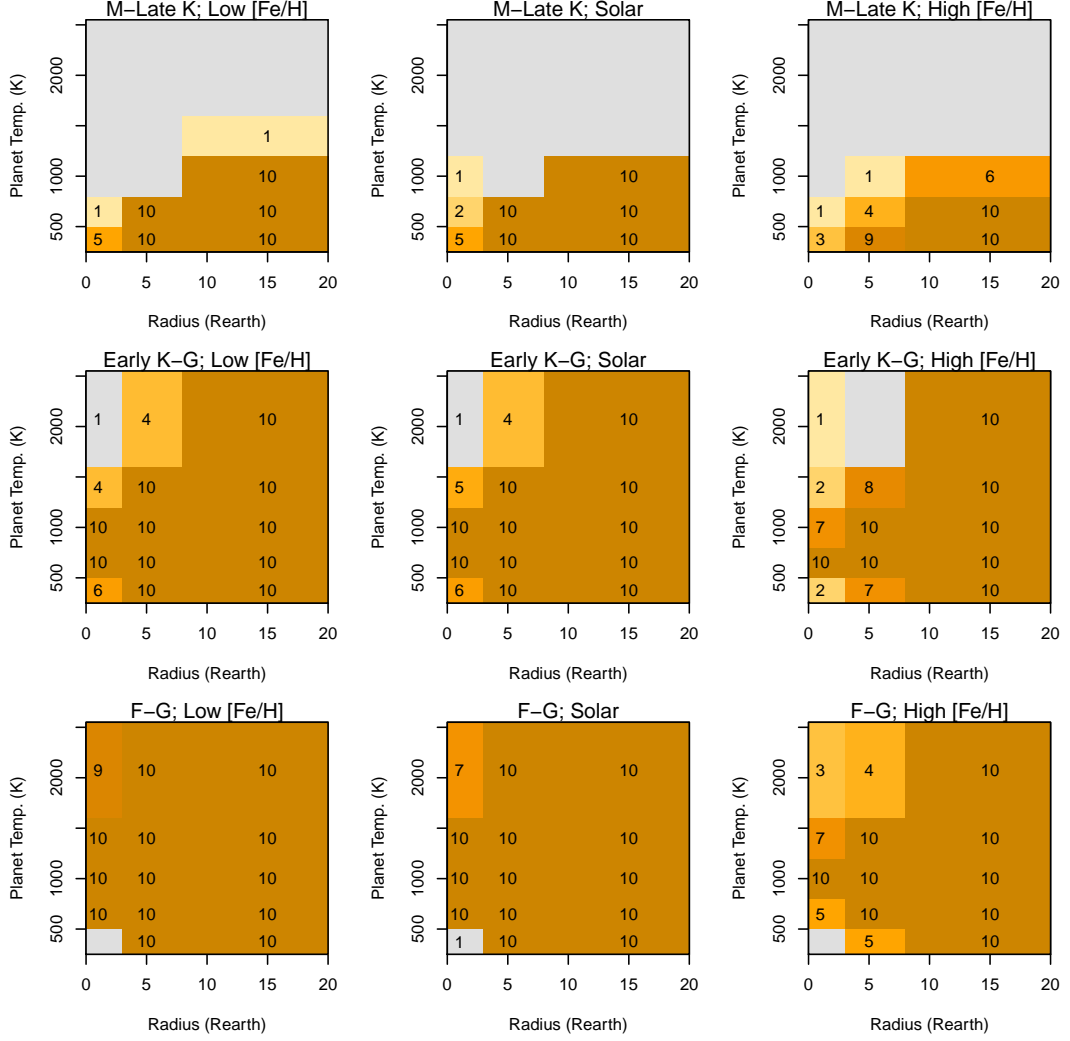 M−Late K; Low [Fe/H]
Planet Temp. (K)
2000
1000
500
1
10
1 10 10
5 10 10
0 5 10 15 20
Radius (Rearth)
M−Late K; Solar
Planet Temp. (K)
2000
1000
500
1 10
2 10 10
5 10 10
0 5 10 15 20
Radius (Rearth)
M−Late K; High [Fe/H]
Planet Temp. (K)
2000
1000
500
1 6
1 4 10
3 9 10
0 5 10 15 20
Radius (Rearth)
Early K−G; Low [Fe/H]
Planet Temp. (K)
2000
1000
500
1 4 10
4 10 10
10 10 10
10 10 10
6 10 10
0 5 10 15 20
Radius (Rearth)
Early K−G; Solar
Planet Temp. (K)
2000
1000
500
1 4 10
5 10 10
10 10 10
10 10 10
6 10 10
0 5 10 15 20
Radius (Rearth)
Early K−G; High [Fe/H]
Planet Temp. (K)
2000
1000
500
1 10
2 8 10
7 10 10
10 10 10
2 7 10
0 5 10 15 20
Radius (Rearth)
F−G; Low [Fe/H]
Planet Temp. (K)
2000
1000
500
9 10 10
10 10 10
10 10 10
10 10 10
10 10
0 5 10 15 20
Radius (Rearth)
F−G; Solar
Planet Temp. (K)
2000
1000
500
7 10 10
10 10 10
10 10 10
10 10 10
1 10 10
0 5 10 15 20
Radius (Rearth)
F−G; High [Fe/H]
Planet Temp. (K)
2000
1000
500
3 4 10
7 10 10
10 10 10
5 10 10
5 10
0 5 10 15 20
Radius (Rearth)